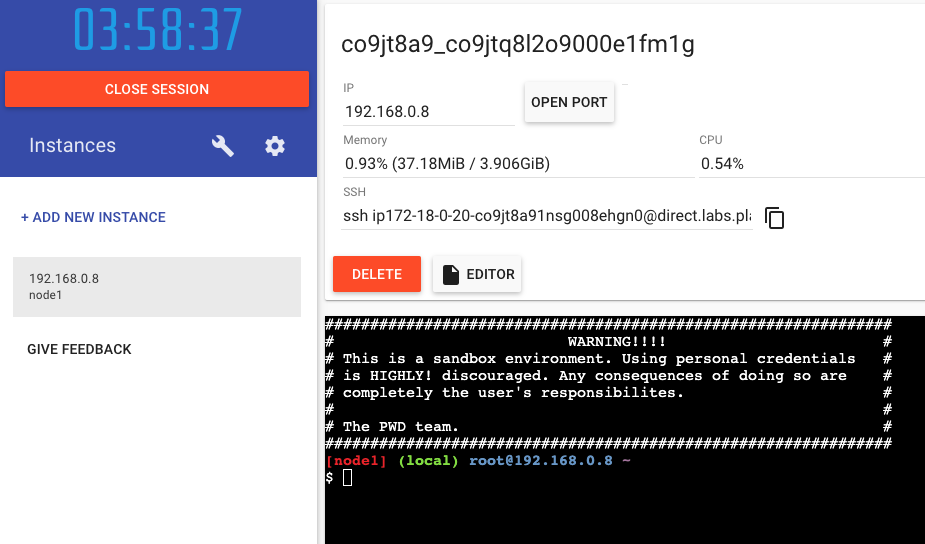 03:58:37
CLOSE SESSION
Instances
+ ADD NEW INSTANCE
192.168.0.8
node1
GIVE FEEDBACK
co9jt8a9_co9jtq8l2o9000e1fm1g
IP
192.168.0.8
OPEN PORT
Memory
0.93% (37.18MiB / 3.906GiB)
CPU
0.54%
SSH
ssh ip172-18-0-20-co9jt8a91nsg008ehgn0@direct.labs.pla
DELETE
EDITOR
###############################################################
#                          WARNING!!!!                        #
# This is a sandbox environment. Using personal credentials   #
# is HIGHLY! discouraged. Any consequences of doing so are    #
# completely the user's responsibilites.                      #
#                                                             #
# The PWD team.                                               #
###############################################################
[node1] (local) root@192.168.0.8 ~
$